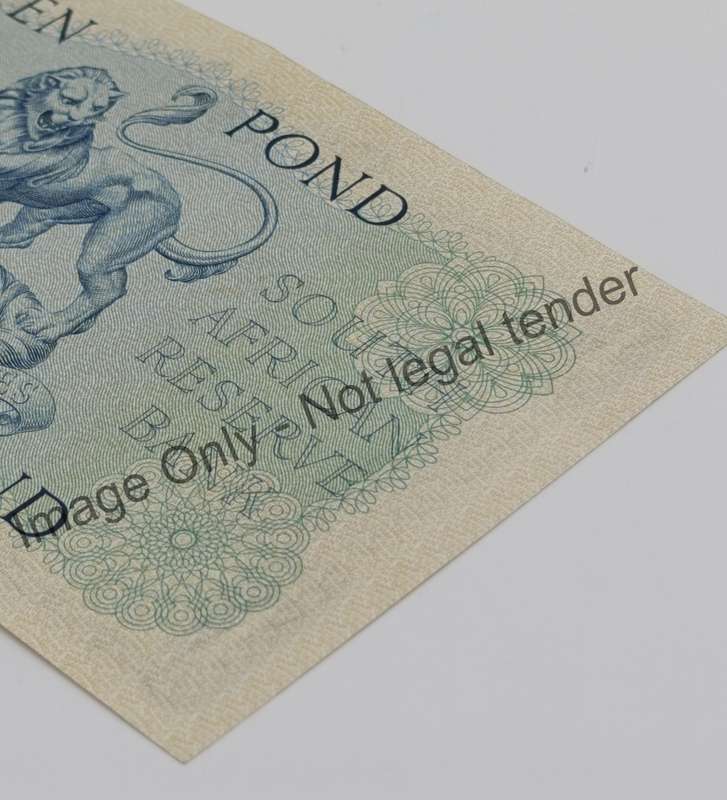 POND
SOUTH
AFRICAN
RESERVE
BANK
Image Only - Not legal tender